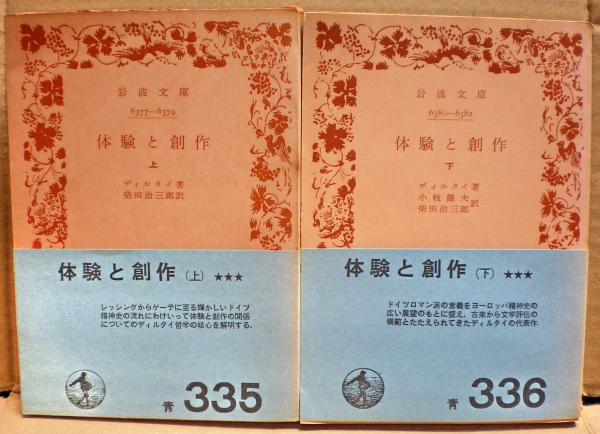 岩波文庫
6377—6379
体験と創作
上
ディルタイ著
柴田治三郎訳
体験と創作(上)★★★
レッシングからゲーテに至る輝かしいドイツ
精神史の流れにわけいって体験と創作の関係
についてのディルタイ哲学の核心を解明する.
青 335
岩波文庫
6380—6382
体験と創作
下
ディルタイ著
小牧健夫
柴田治三郎訳
体験と創作(下)★★★
ドイツロマン派の意義をヨーロッパ精神史の
広い展望のもとに捉え,古来から文学評伝の
模範とたたえられてきたディルタイの代表作.
青 336